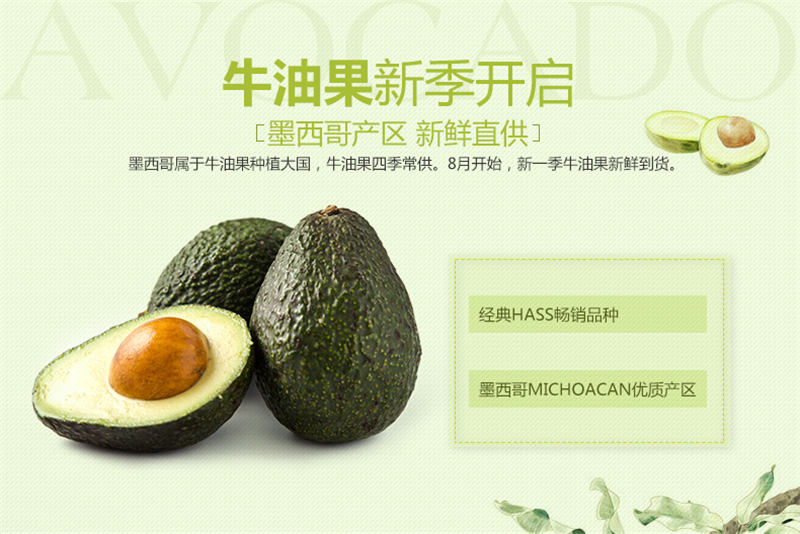 AVOCADO
牛油果新季开启
[墨西哥产区 新鲜直供]
墨西哥属于牛油果种植大国，牛油果四季常供。8月开始，新一季牛油果新鲜到货。
经典HASS畅销品种
墨西哥MICHOACAN优质产区